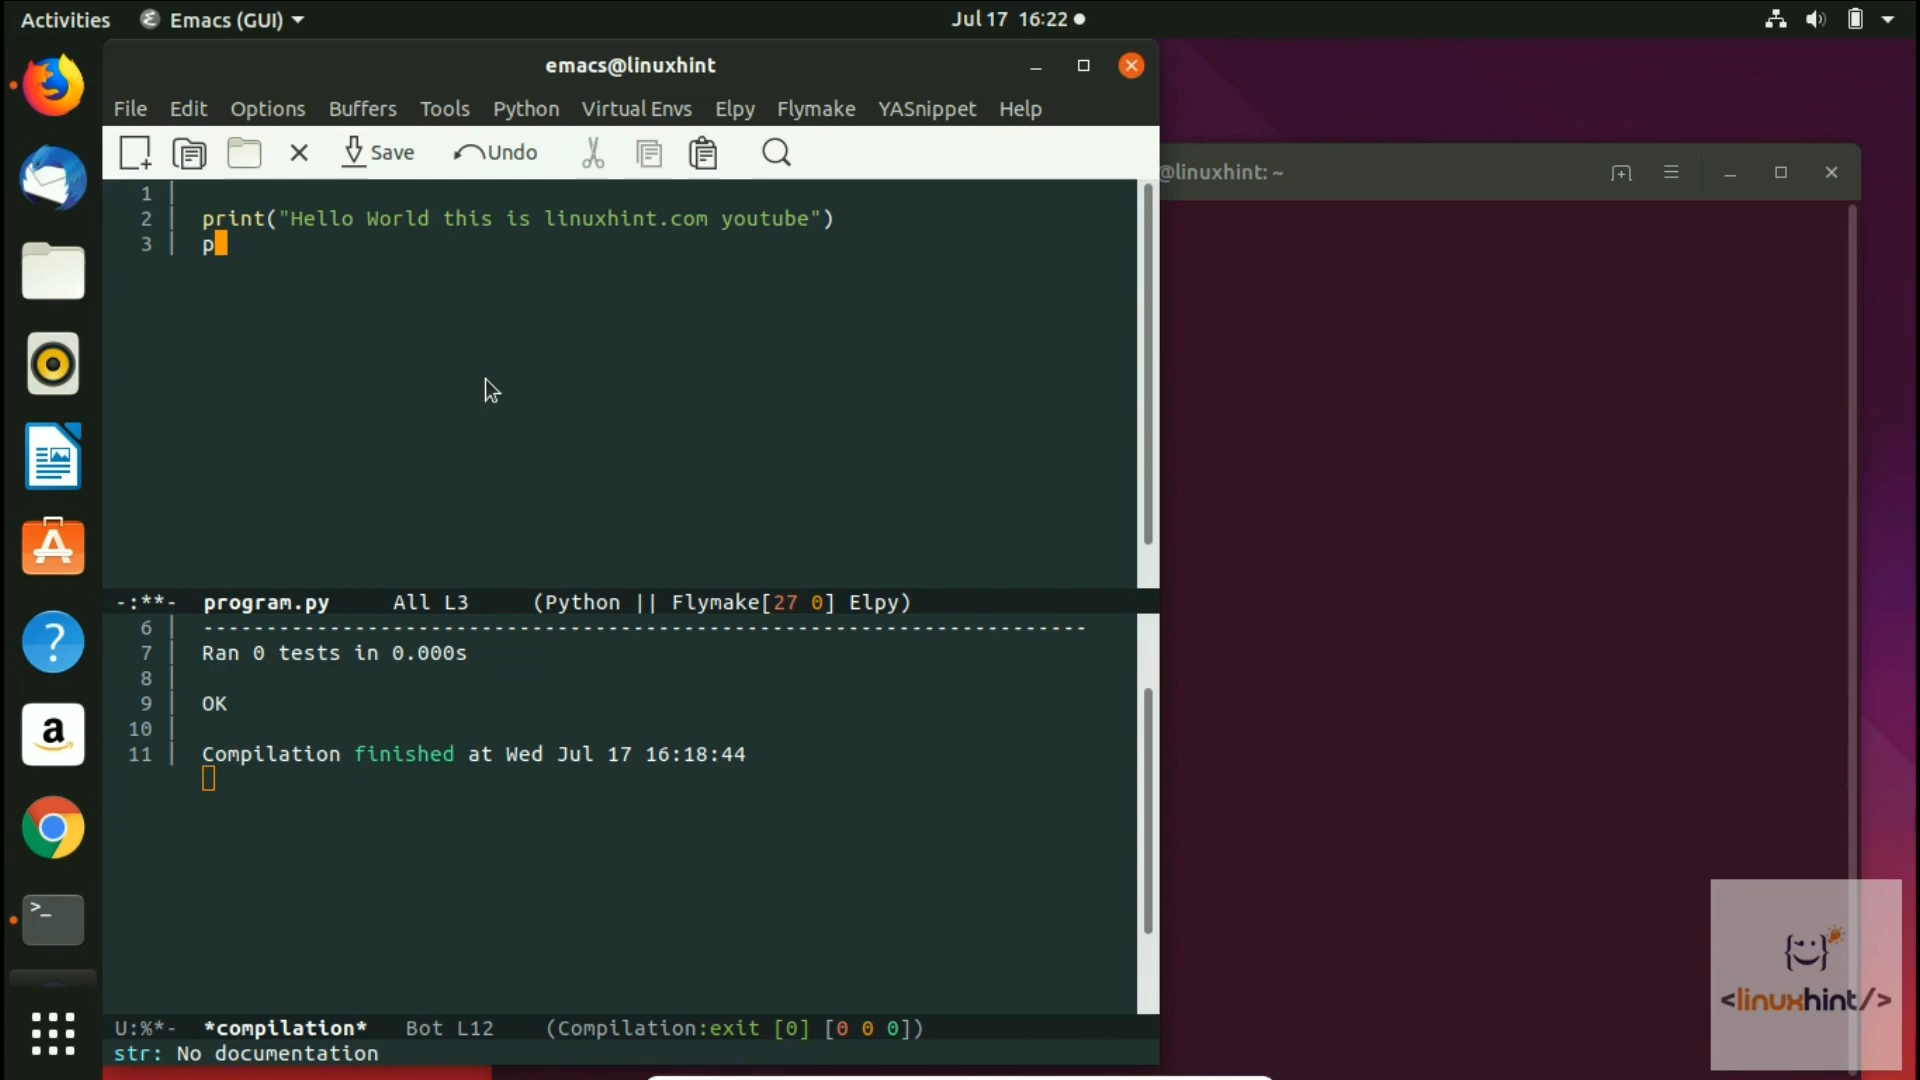 Activities Emacs (GUI) Jul 17 16:22
emacs@linuxhint
File Edit Options Buffers Tools Python Virtual Envs Elpy Flymake YASnippet Help
Save Undo
@linuxhint: ~
1
2 print("Hello World this is linuxhint.com youtube")
3 p
-:**- program.py All L3 (Python || Flymake[27 0] Elpy)
6 ----------------------------------------------------------------------
7 Ran 0 tests in 0.000s
8
9 OK
10
11 Compilation finished at Wed Jul 17 16:18:44
U:%*- *compilation* Bot L12 (Compilation:exit [0] [0 0 0])
str: No documentation
<linuxhint/>